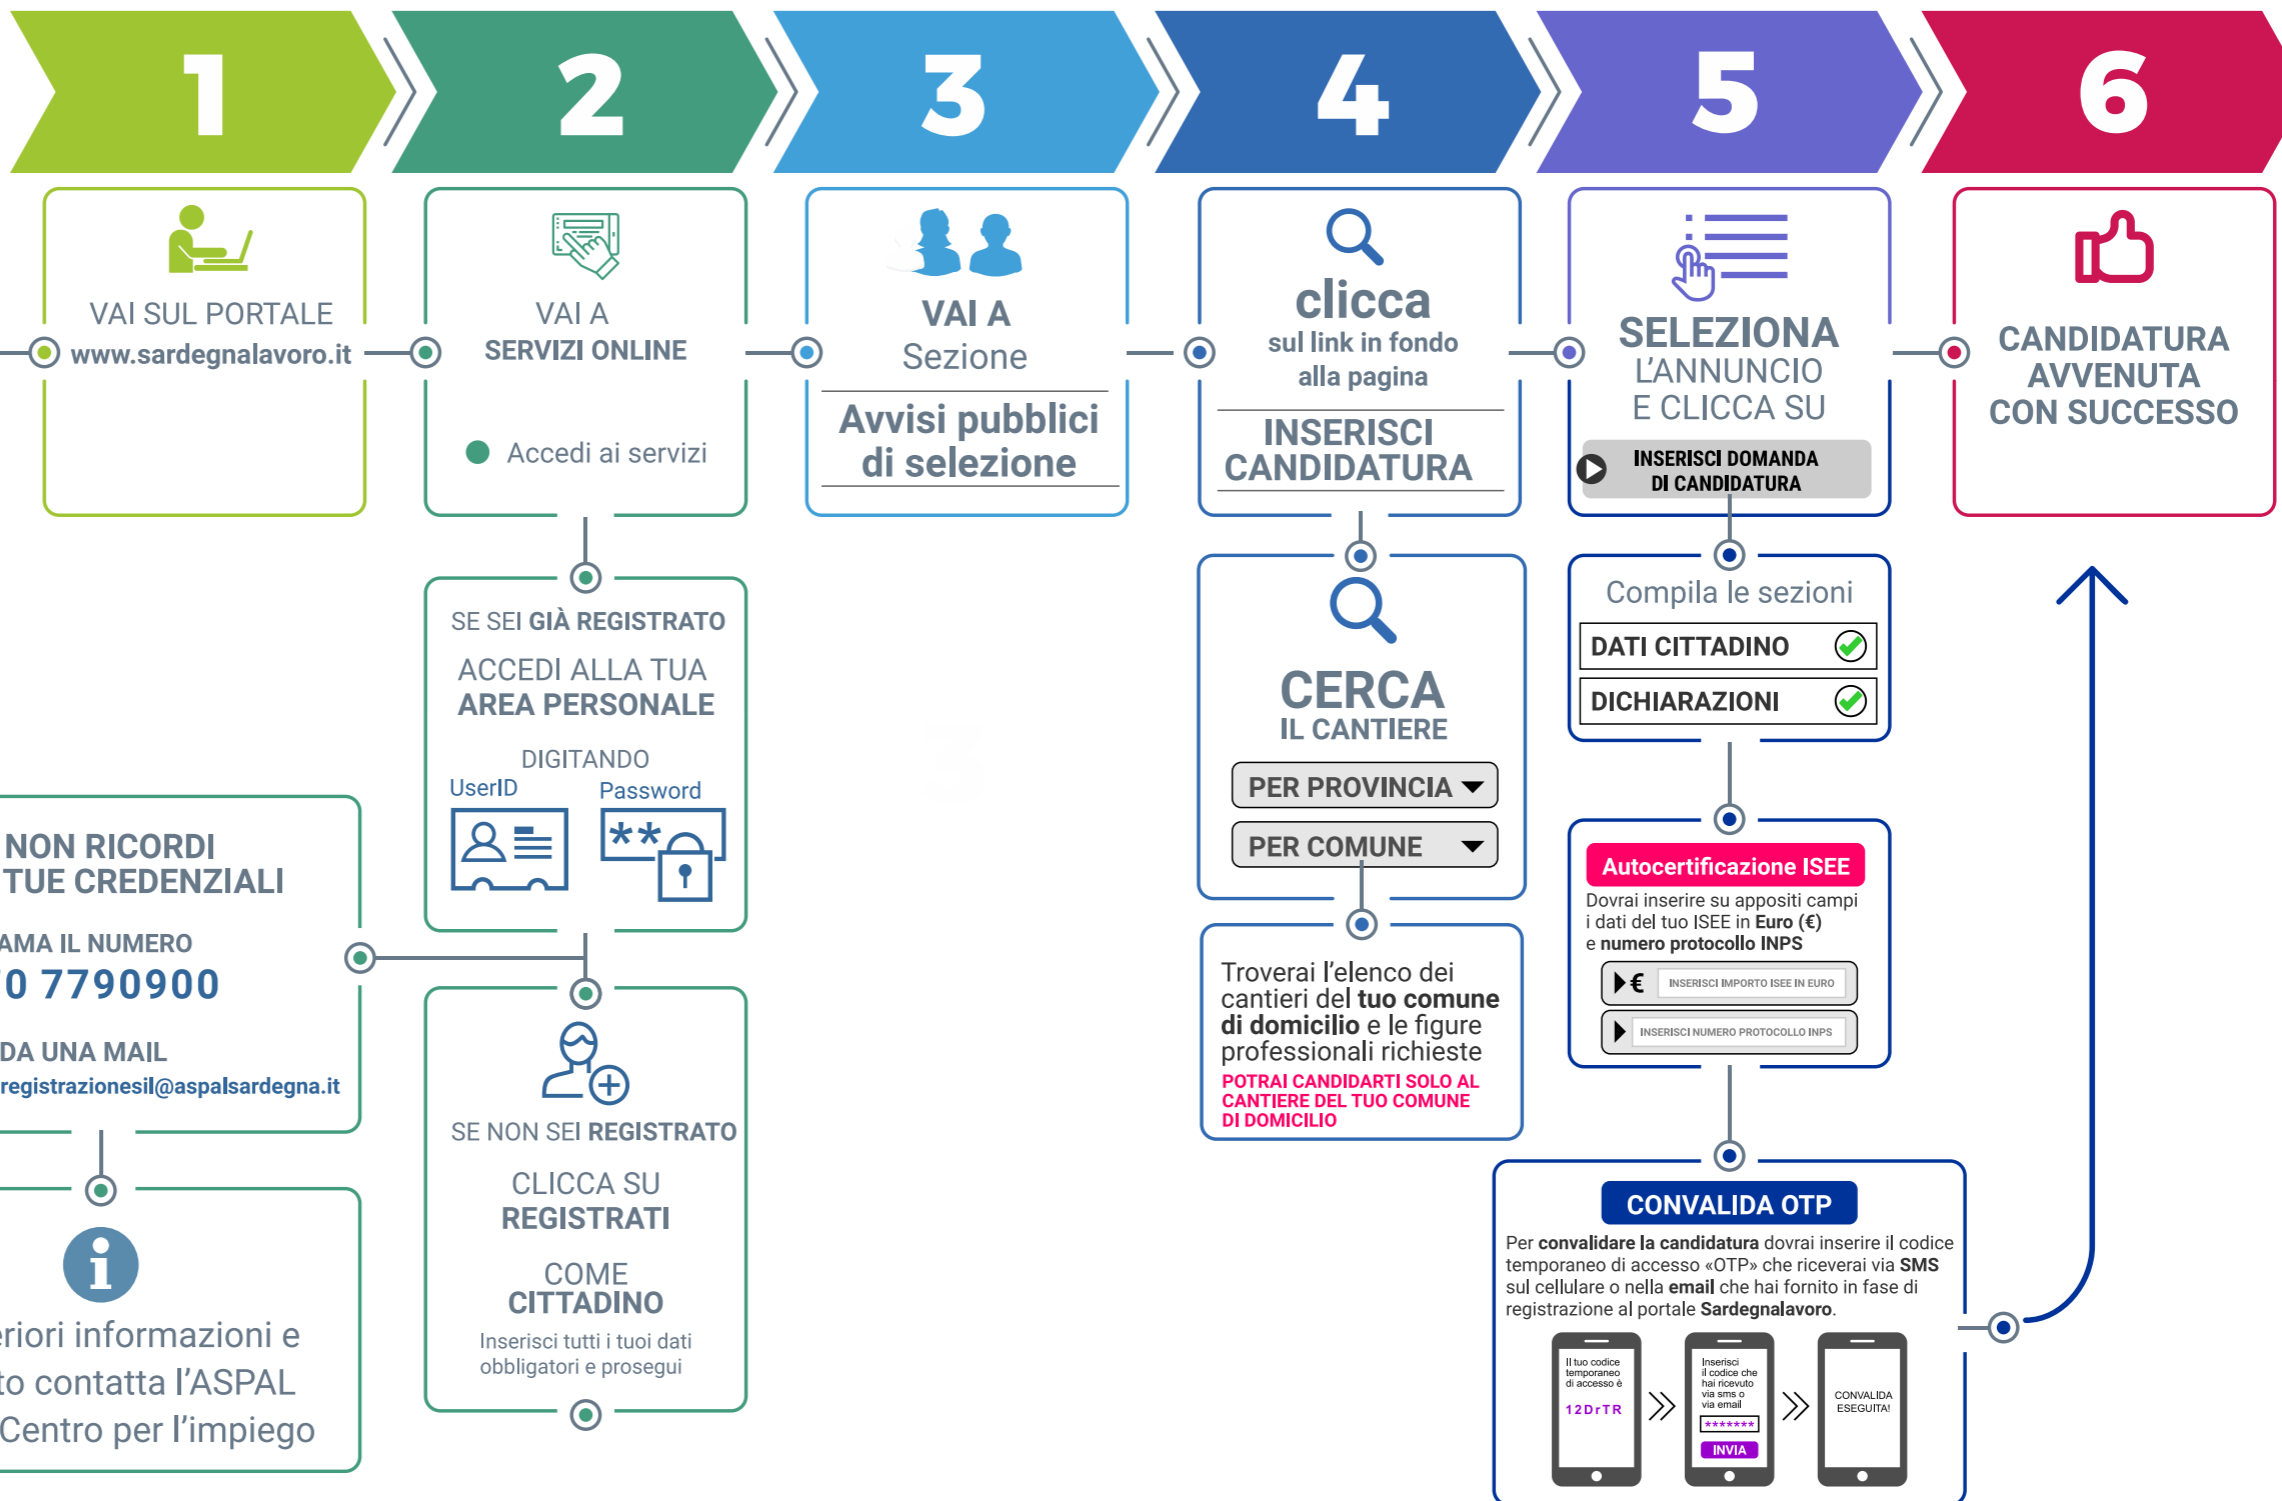 1
2
3
4
5
6
VAI SUL PORTALE
www.sardegnalavoro.it
VAI A
SERVIZI ONLINE
Accedi ai servizi
SE SEI GIÀ REGISTRATO
ACCEDI ALLA TUA
AREA PERSONALE
DIGITANDO
UserID
Password
**
NON RICORDI
TUE CREDENZIALI
IL NUMERO
7790900
UNA MAIL
registrazionesil@aspalsardegna.it
i
informazioni e
contatta l'ASPAL
Centro per l'impiego
SE NON SEI REGISTRATO
CLICCA SU
REGISTRATI
COME
CITTADINO
Inserisci tutti i tuoi dati
obbligatori e prosegui
VAI A
Sezione
Avvisi pubblici
di selezione
clicca
sul link in fondo
alla pagina
INSERISCI
CANDIDATURA
CERCA
IL CANTIERE
PER PROVINCIA
PER COMUNE
Troverai l'elenco dei
cantieri del tuo comune
di domicilio e le figure
professionali richieste
POTRAI CANDIDARTI SOLO AL
CANTIERE DEL TUO COMUNE
DI DOMICILIO
SELEZIONA
L'ANNUNCIO
E CLICCA SU
INSERISCI DOMANDA
DI CANDIDATURA
Compila le sezioni
DATI CITTADINO
DICHIARAZIONI
Autocertificazione ISEE
Dovrai inserire su appositi campi
i dati del tuo ISEE in Euro (€)
e numero protocollo INPS
€ INSERISCI IMPORTO ISEE IN EURO
INSERISCI NUMERO PROTOCOLLO INPS
CONVALIDA OTP
Per convalidare la candidatura dovrai inserire il codice
temporaneo di accesso «OTP» che riceverai via SMS
sul cellulare o nella email che hai fornito in fase di
registrazione al portale Sardegnalavoro.
Il tuo codice
temporaneo
di accesso è
12DrTR
Inserisci
il codice che
hai ricevuto
via sms o
via email
*******
INVIA
CONVALIDA
ESEGUITA!
CANDIDATURA
AVVENUTA
CON SUCCESSO